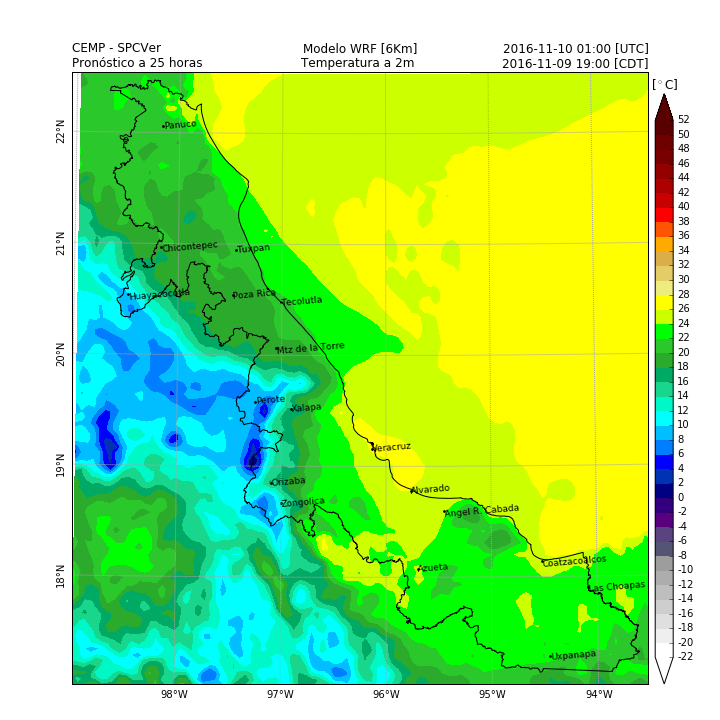 CEMP - SPCVer Modelo WRF [6Km] 2016-11-10 01:00 [UTC]
Pronóstico a 25 horas Temperatura a 2m 2016-11-09 19:00 [CDT]
[°C]
52
50
48
46
44
42
40
38
36
34
32
30
28
26
24
22
20
18
16
14
12
10
8
6
4
2
0
-2
-4
-6
-8
-10
-12
-14
-16
-18
-20
-22
22°N
21°N
20°N
19°N
18°N
Panuco
Chicontepec
Tuxpan
Huayacocotla
Poza Rica
Tecolutla
Mtz de la Torre
Perote
Xalapa
Veracruz
Orizaba
Alvarado
Zongolica
Angel R. Cabada
Azueta
Coatzacoalcos
Las Choapas
Uxpanapa
98°W 97°W 96°W 95°W 94°W